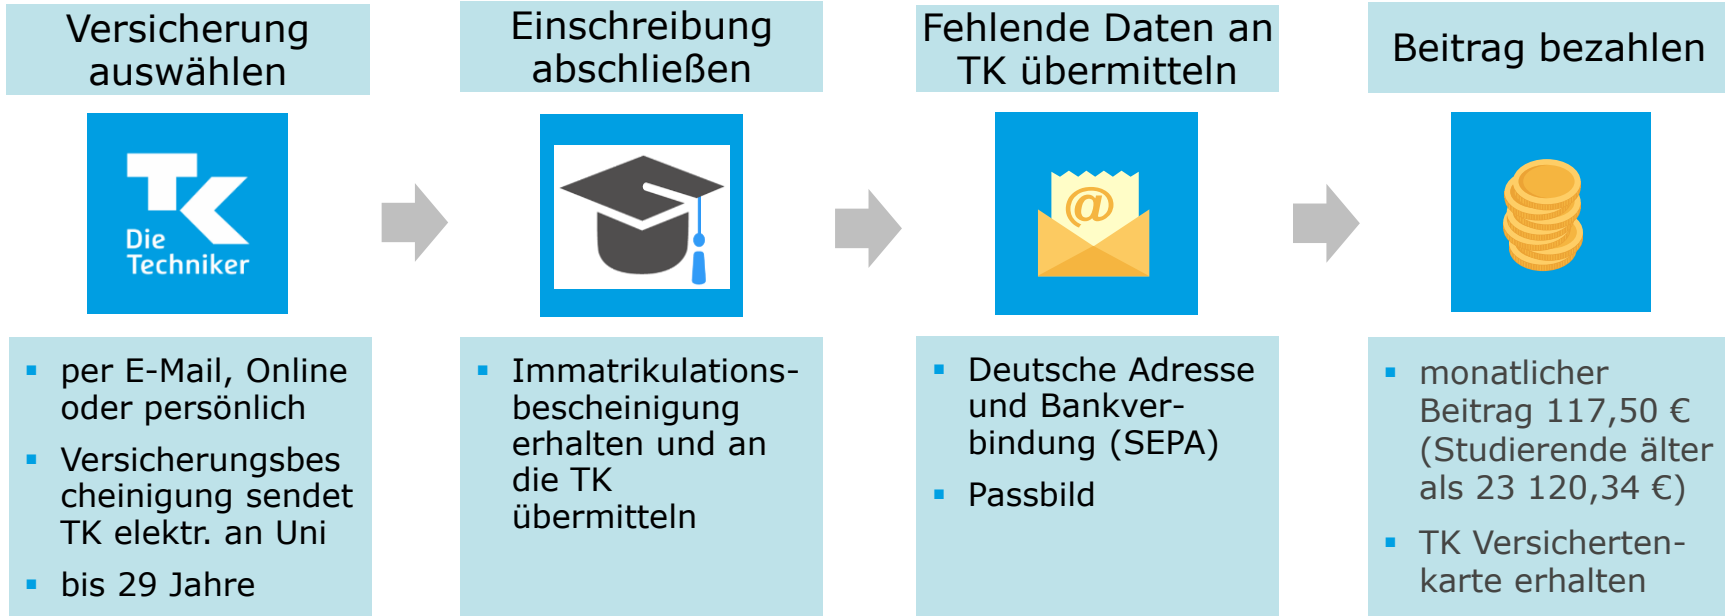 Versicherung
auswählen
Einschreibung
abschließen
Fehlende Daten an
TK übermitteln
Beitrag bezahlen
TK
Die
Techniker
@
▪ per E-Mail, Online
oder persönlich
▪ Versicherungsbes
cheinigung sendet
TK elektr. an Uni
▪ bis 29 Jahre
▪ Immatrikulations-
bescheinigung
erhalten und an
die TK
übermitteln
▪ Deutsche Adresse
und Bankver-
bindung (SEPA)
▪ Passbild
▪ monatlicher
Beitrag 117,50 €
(Studierende älter
als 23 120,34 €)
▪ TK Versicherten-
karte erhalten